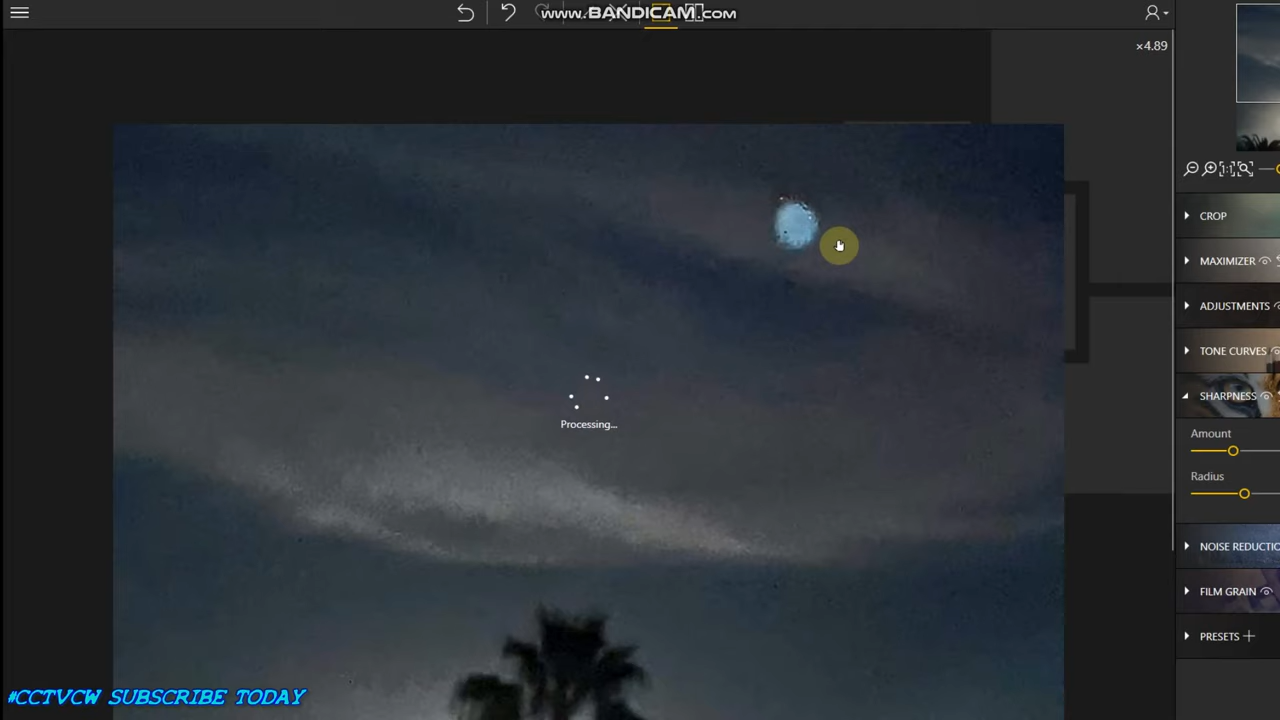 www.BANDICAM.com
×4.89
CROP
MAXIMIZER
ADJUSTMENTS
TONE CURVES
SHARPNESS
Amount
Radius
Processing...
NOISE REDUCTIO
FILM GRAIN
PRESETS
#CCTVCW SUBSCRIBE TODAY